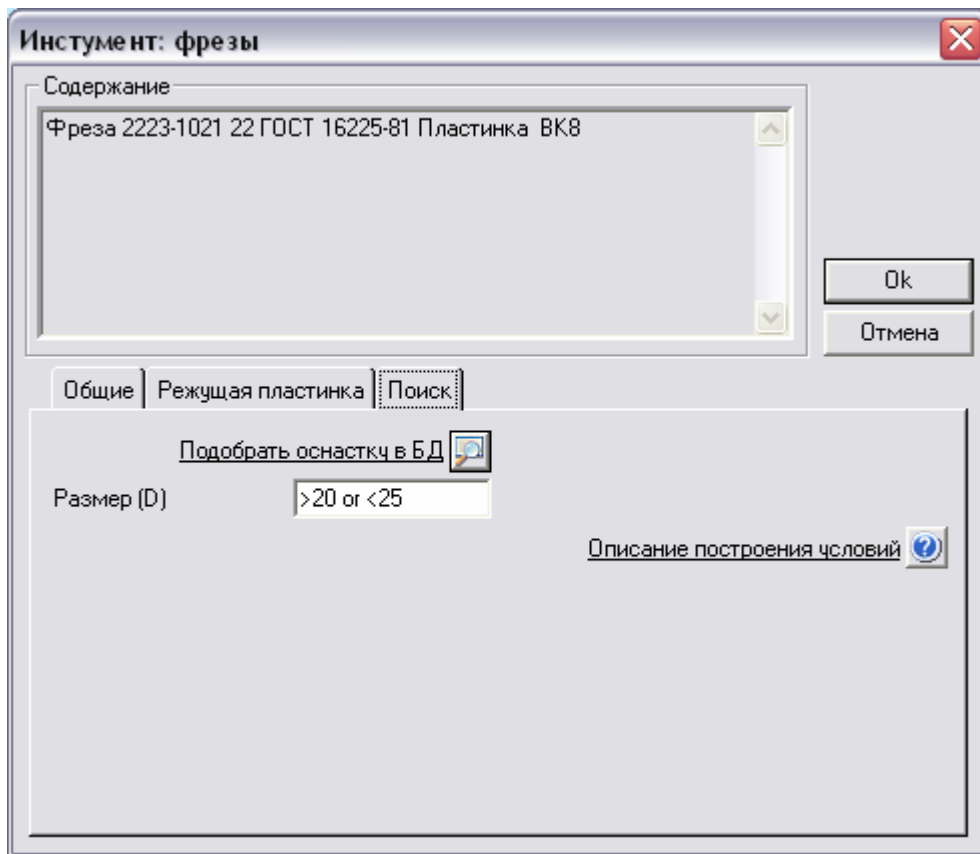 Инстумент: фрезы
Содержание
Фреза 2223-1021 22 ГОСТ 16225-81 Пластинка ВК8
Ok
Отмена
Общие Режущая пластинка Поиск
Подобрать оснастку в БД
Размер (D) >20 or <25
Описание построения условий